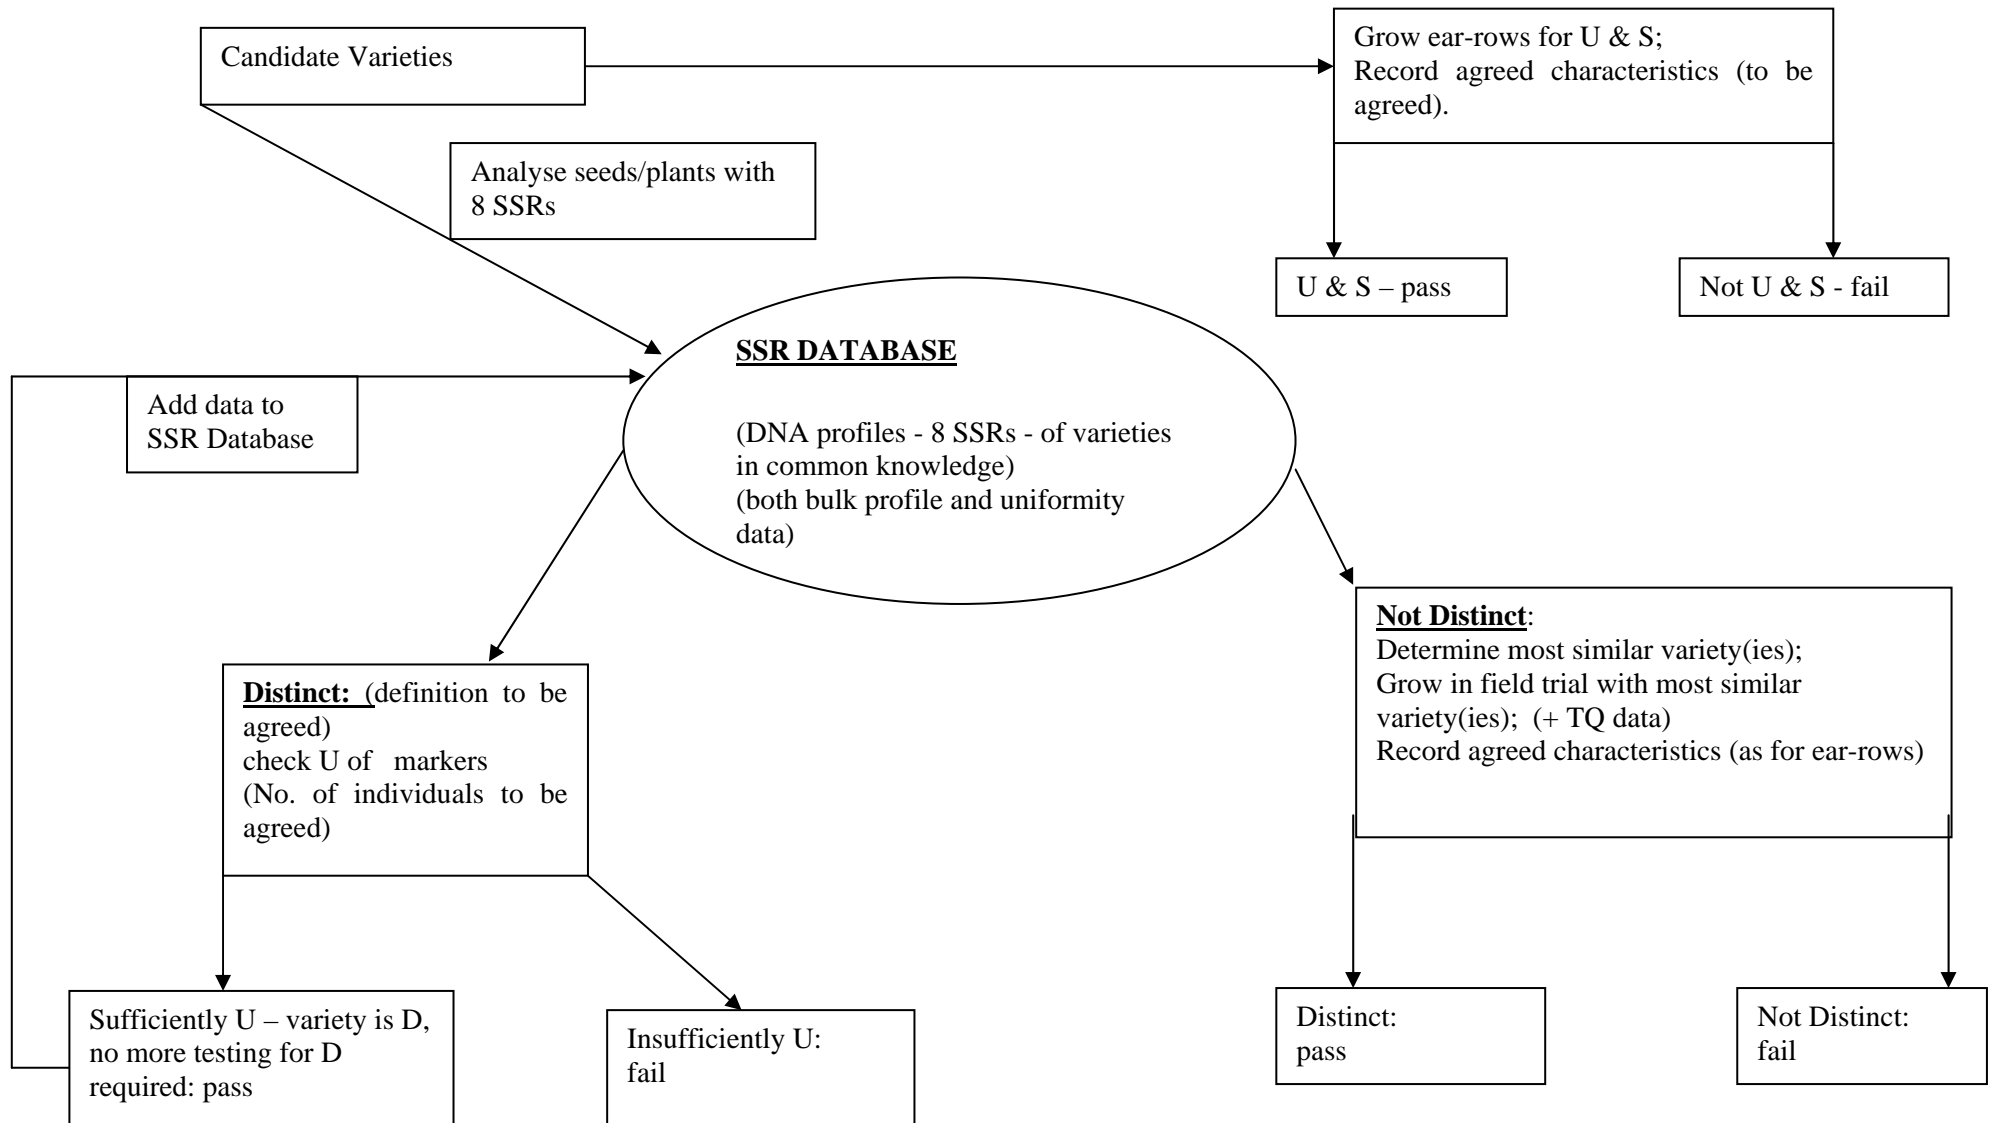 Candidate Varieties
Grow ear-rows for U & S;
Record agreed characteristics (to be
agreed).
Analyse seeds/plants with
8 SSRs
U & S – pass
Not U & S - fail
SSR DATABASE
(DNA profiles - 8 SSRs - of varieties
in common knowledge)
(both bulk profile and uniformity
data)
Add data to
SSR Database
Not Distinct:
Determine most similar variety(ies);
Grow in field trial with most similar
variety(ies); (+ TQ data)
Record agreed characteristics (as for ear-rows)
Distinct: (definition to be
agreed)
check U of markers
(No. of individuals to be
agreed)
Sufficiently U – variety is D,
no more testing for D
required: pass
Insufficiently U:
fail
Distinct:
pass
Not Distinct:
fail